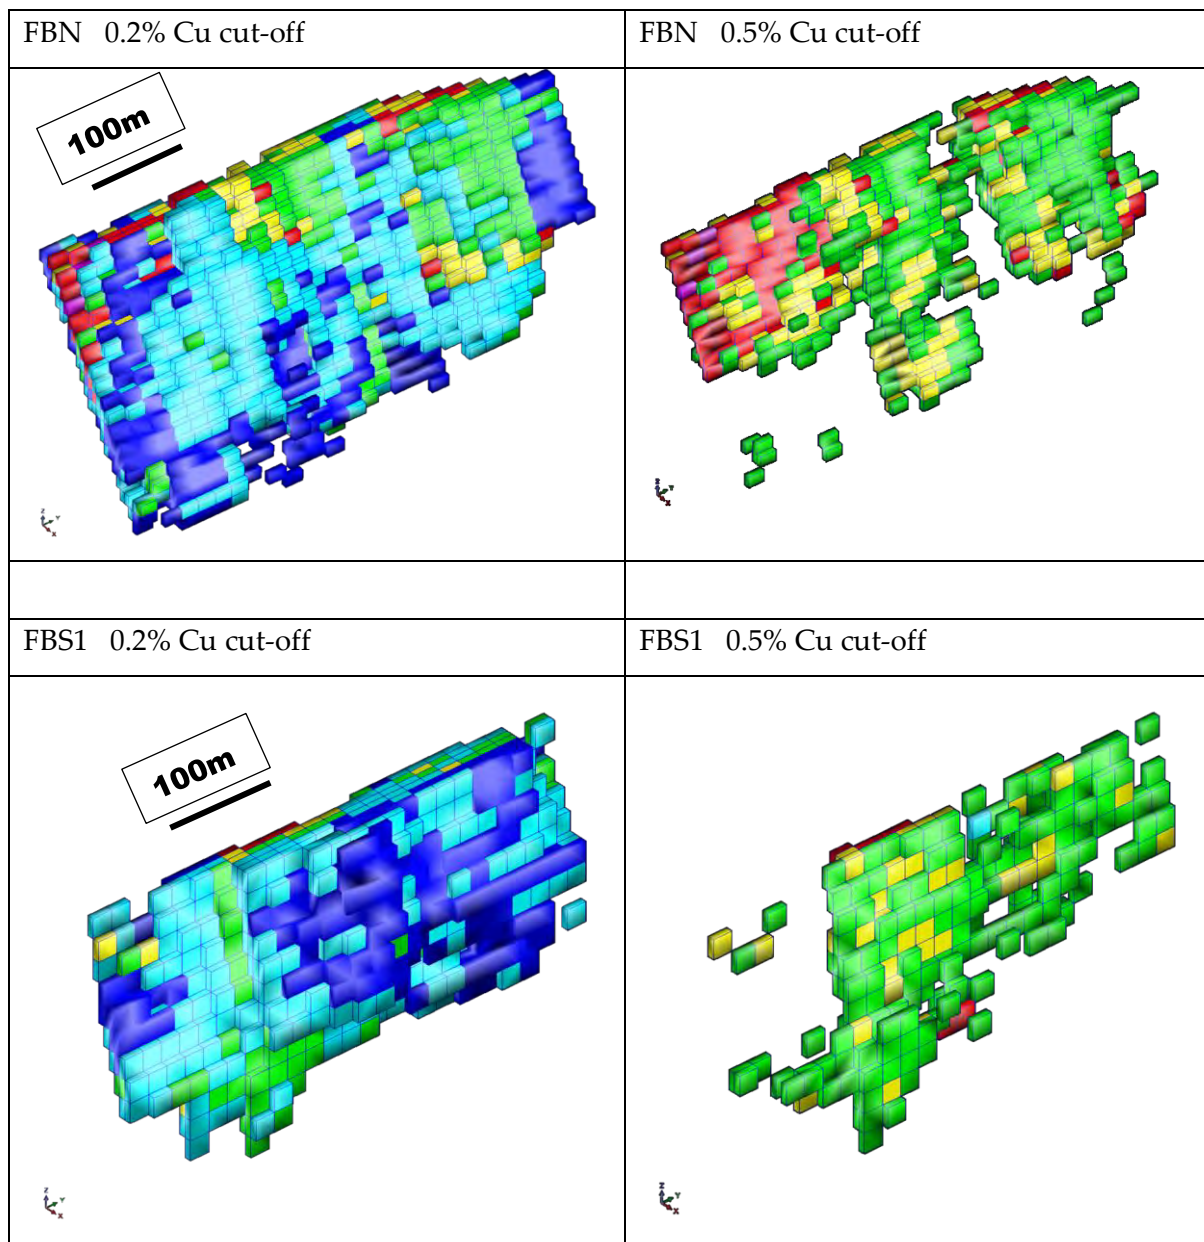 FBN 0.2% Cu cut-off
FBN 0.5% Cu cut-off
100m
Z
Y
X
Z
Y
X
FBS1 0.2% Cu cut-off
FBS1 0.5% Cu cut-off
100m
Z
Y
X
Z
Y
X